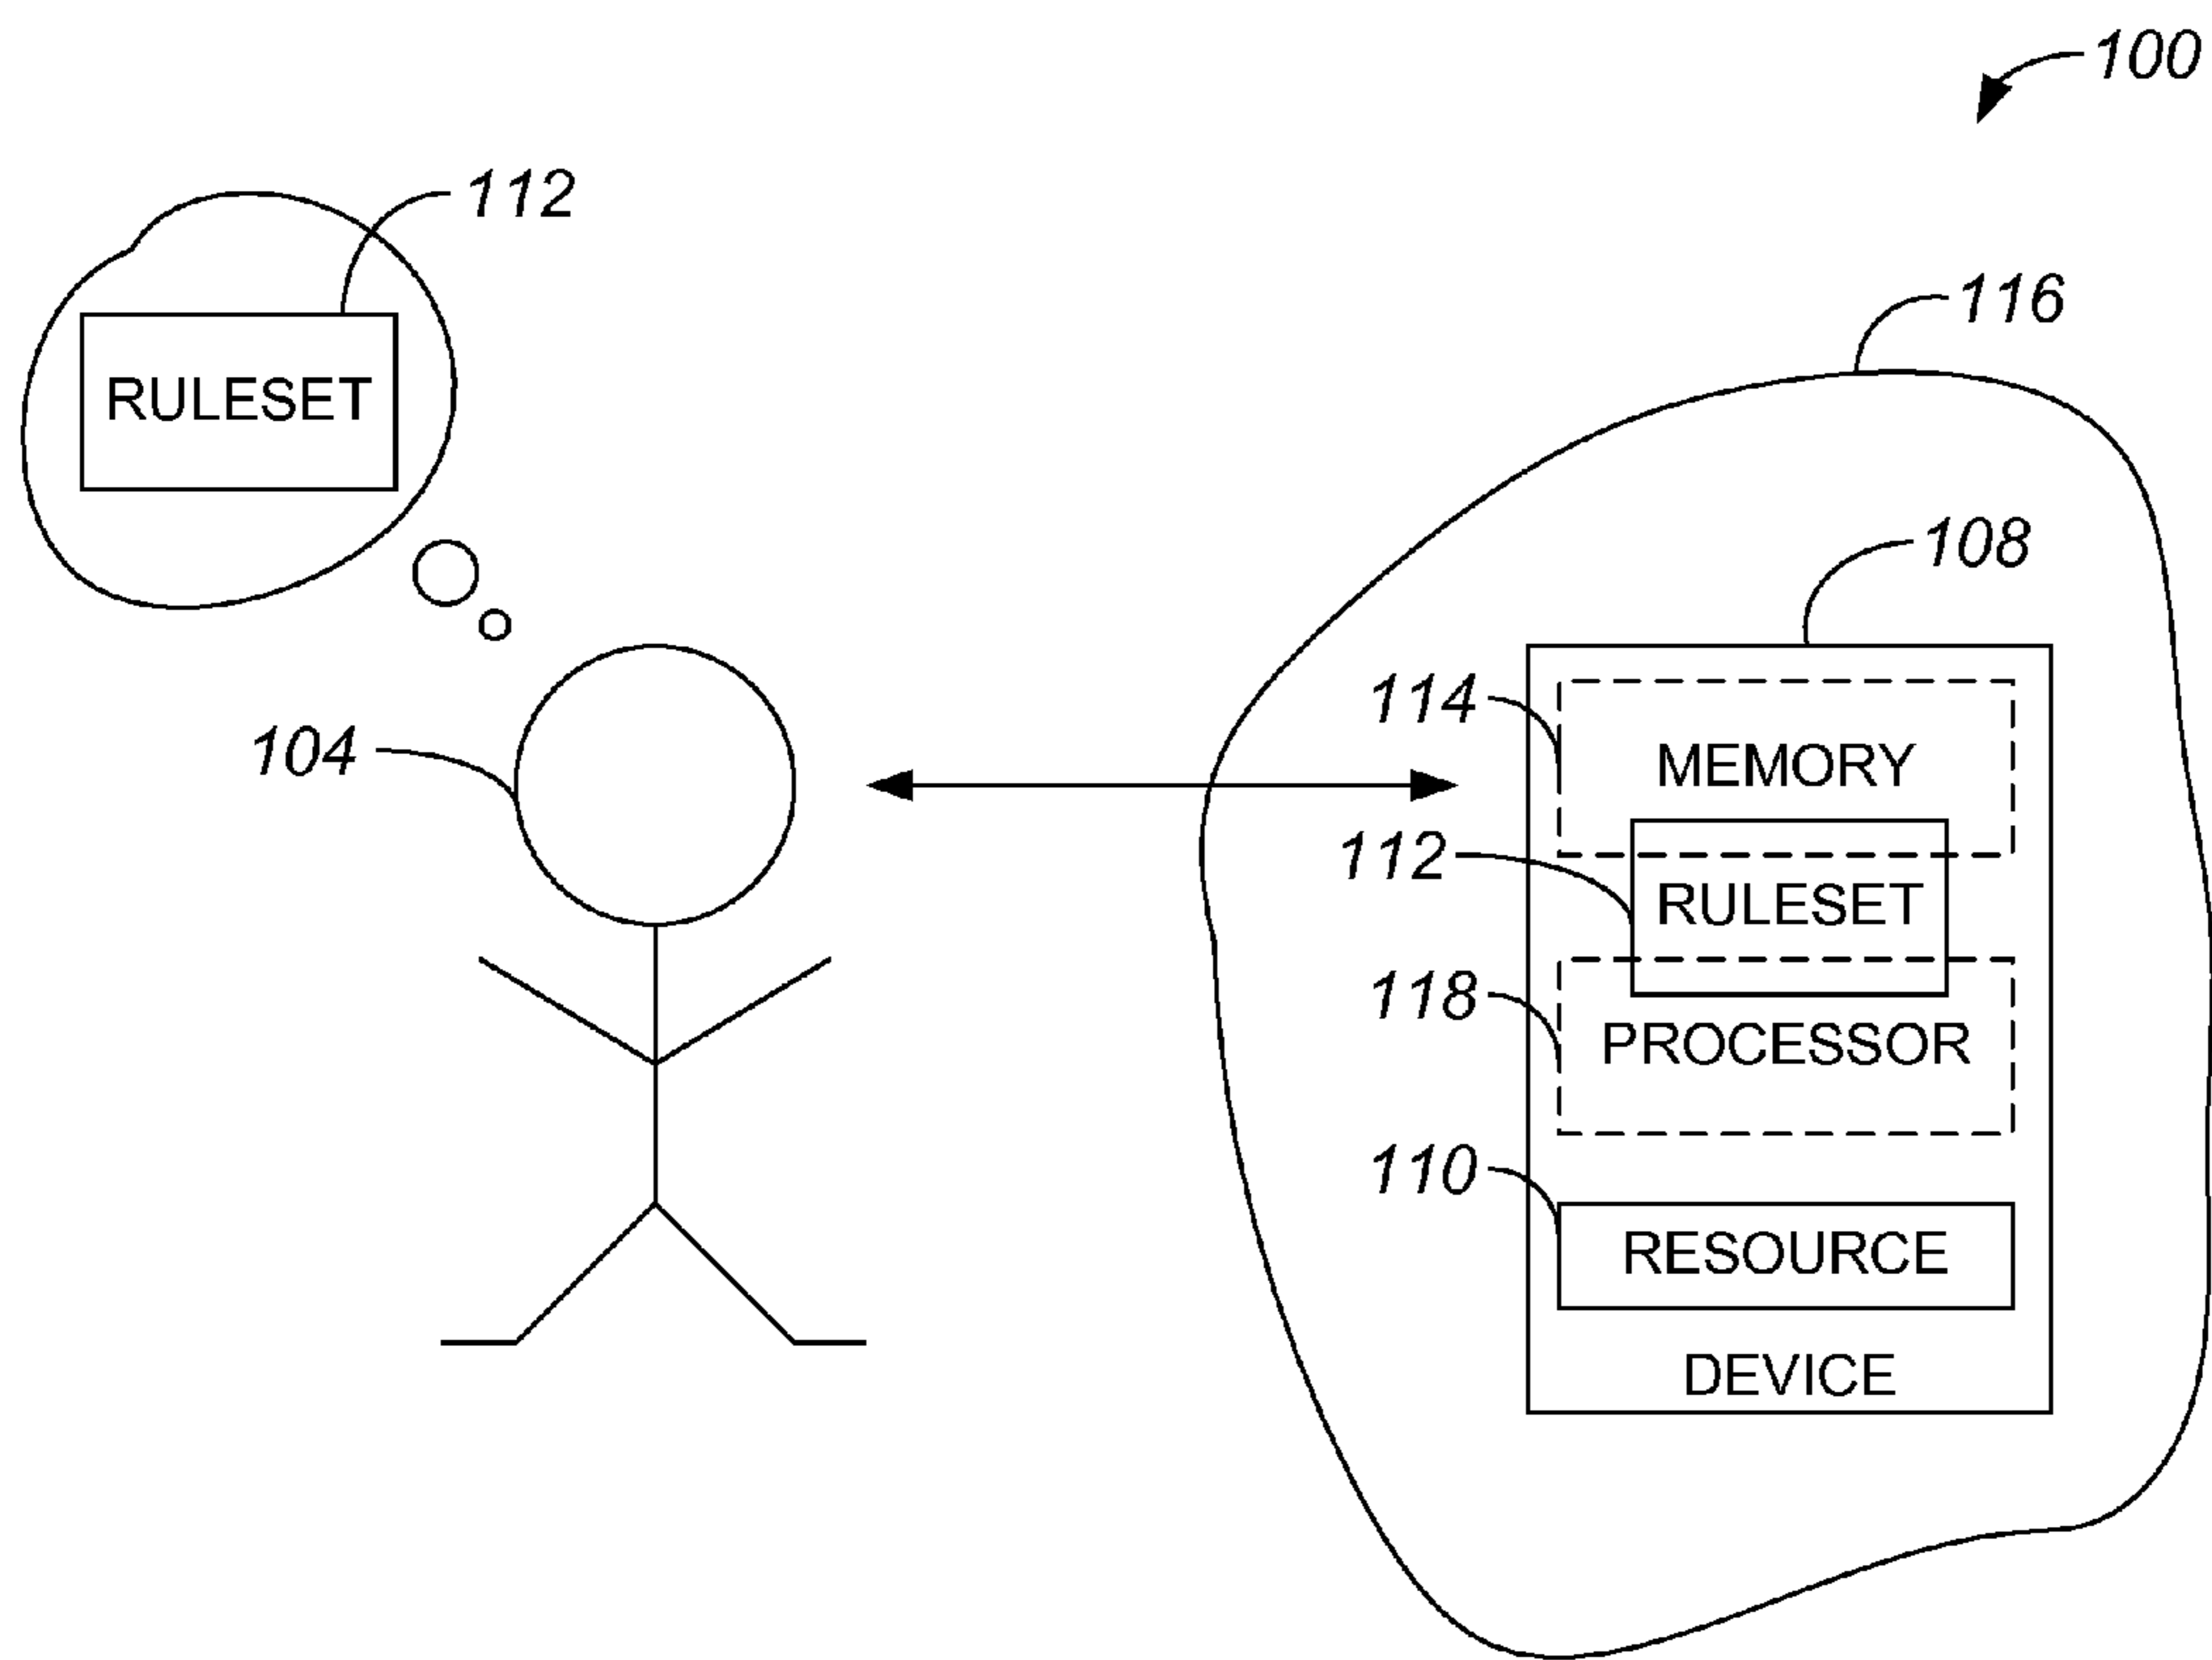 100
112
RULESET
116
108
114
MEMORY
104
112
RULESET
118
PROCESSOR
110
RESOURCE
DEVICE